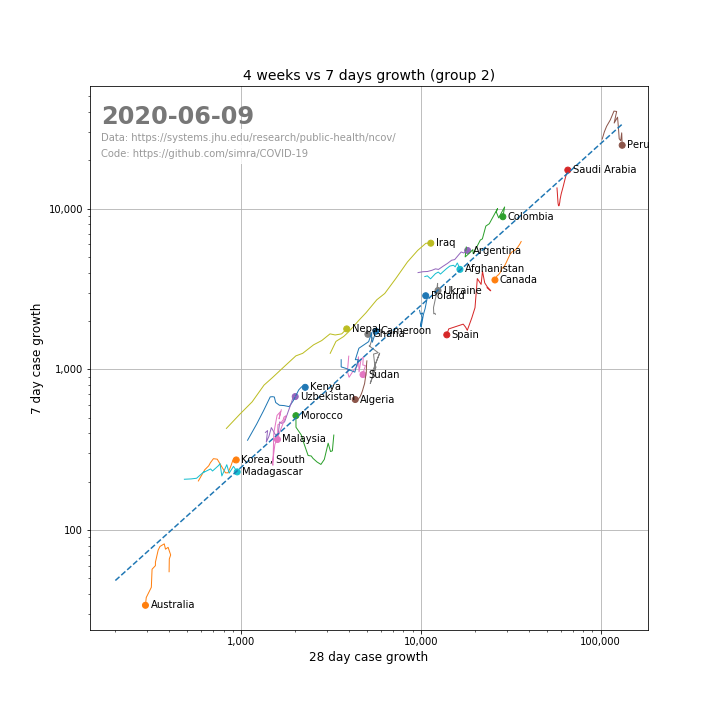 4 weeks vs 7 days growth (group 2)
2020-06-09
Data: https://systems.jhu.edu/research/public-health/ncov/
Code: https://github.com/simra/COVID-19
Peru
Saudi Arabia
Colombia
Iraq
Argentina
Afghanistan
Canada
Ukraine
Poland
Nepal
Cameroon
Ghana
Spain
Sudan
Kenya
Uzbekistan
Algeria
Morocco
Malaysia
Korea, South
Madagascar
Australia
10,000
1,000
100
7 day case growth
1,000
10,000
100,000
28 day case growth